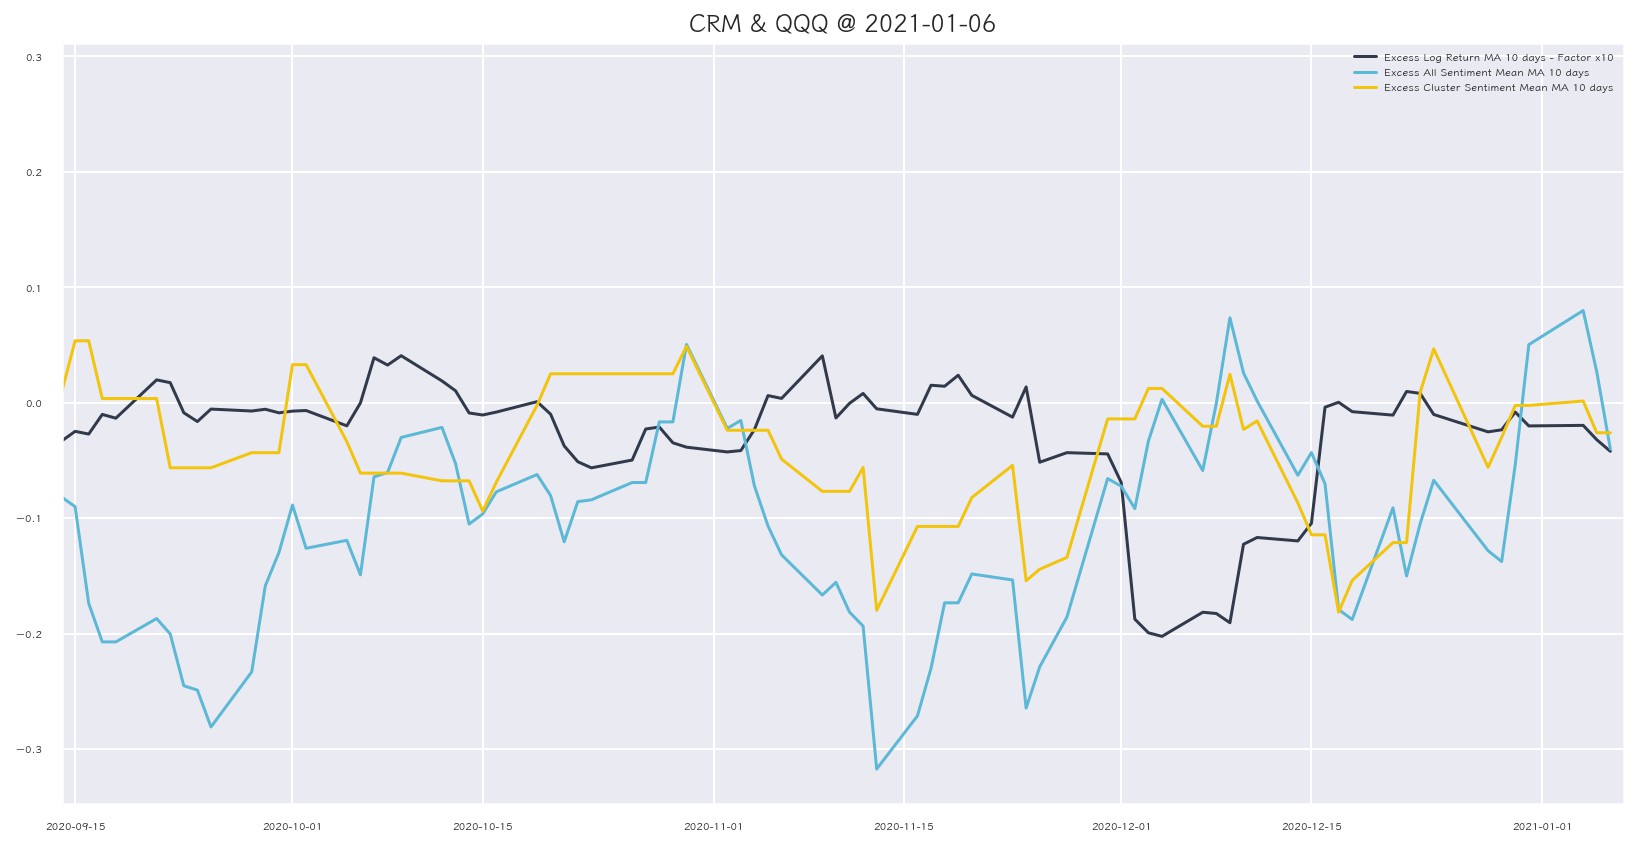 CRM & QQQ @ 2021-01-06
Excess Log Return MA 10 days - Factor x10
Excess All Sentiment Mean MA 10 days
Excess Cluster Sentiment Mean MA 10 days
0.3
0.2
0.1
0.0
−0.1
−0.2
−0.3
2020-09-15 2020-10-01 2020-10-15 2020-11-01 2020-11-15 2020-12-01 2020-12-15 2021-01-01